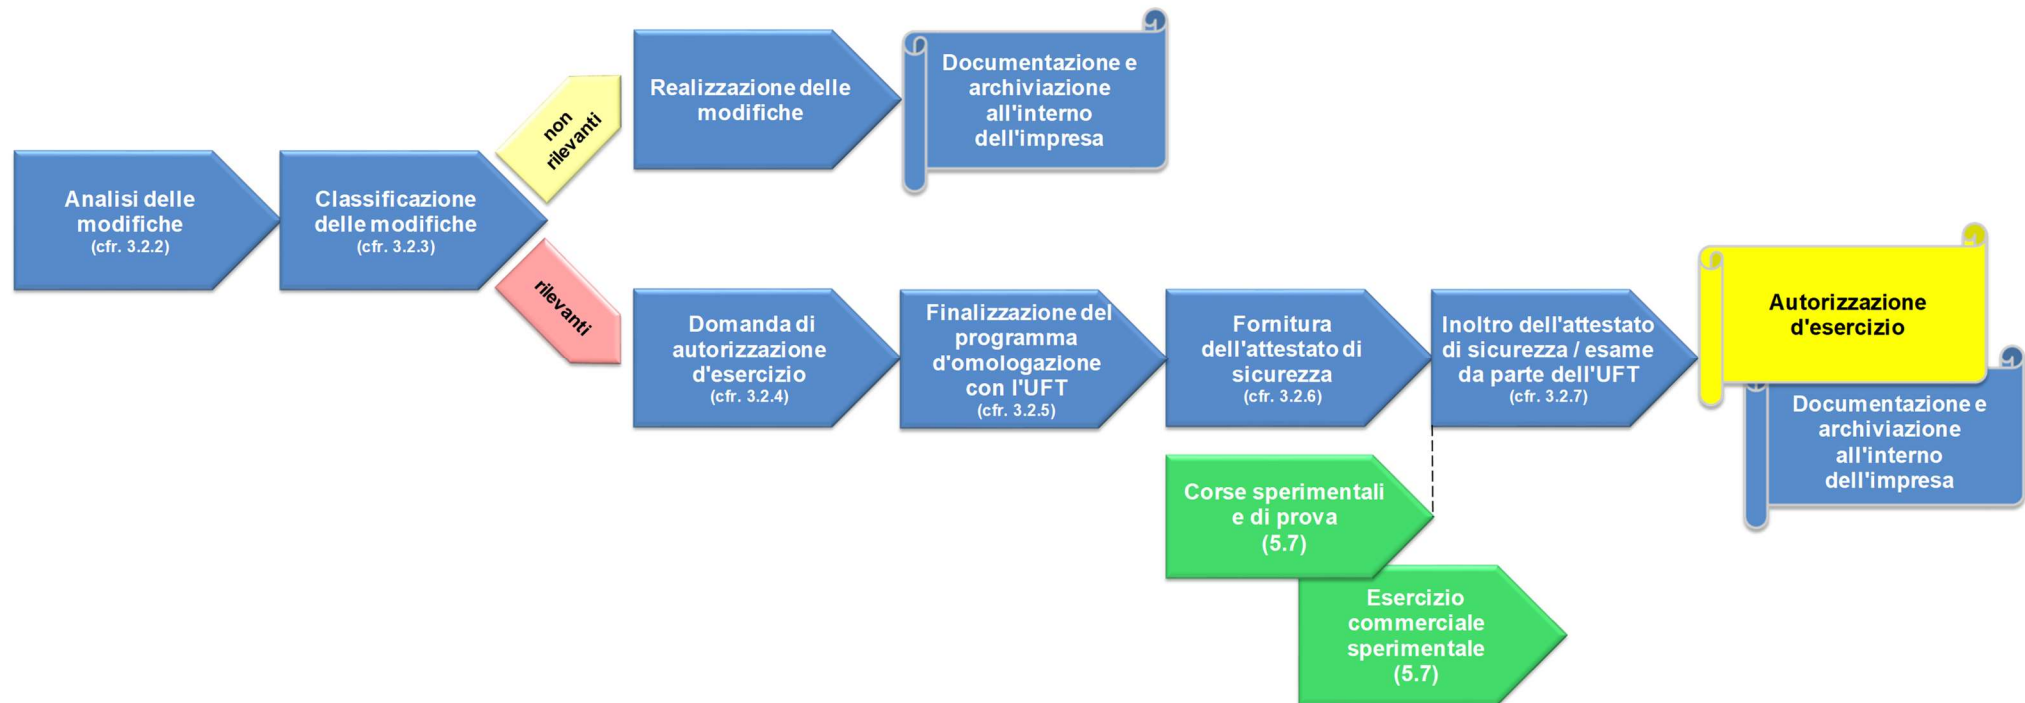 Analisi delle
modifiche
(cfr. 3.2.2)
Classificazione
delle modifiche
(cfr. 3.2.3)
non
rilevanti
Realizzazione delle
modifiche
Documentazione e
archiviazione
all'interno
dell'impresa
rilevanti
Domanda di
autorizzazione
d'esercizio
(cfr. 3.2.4)
Finalizzazione del
programma
d'omologazione
con l'UFT
(cfr. 3.2.5)
Fornitura
dell'attestato di
sicurezza
(cfr. 3.2.6)
Inoltro dell'attestato
di sicurezza / esame
da parte dell'UFT
(cfr. 3.2.7)
Autorizzazione
d'esercizio
Documentazione e
archiviazione
all'interno
dell'impresa
Corse sperimentali
e di prova
(5.7)
Esercizio
commerciale
sperimentale
(5.7)